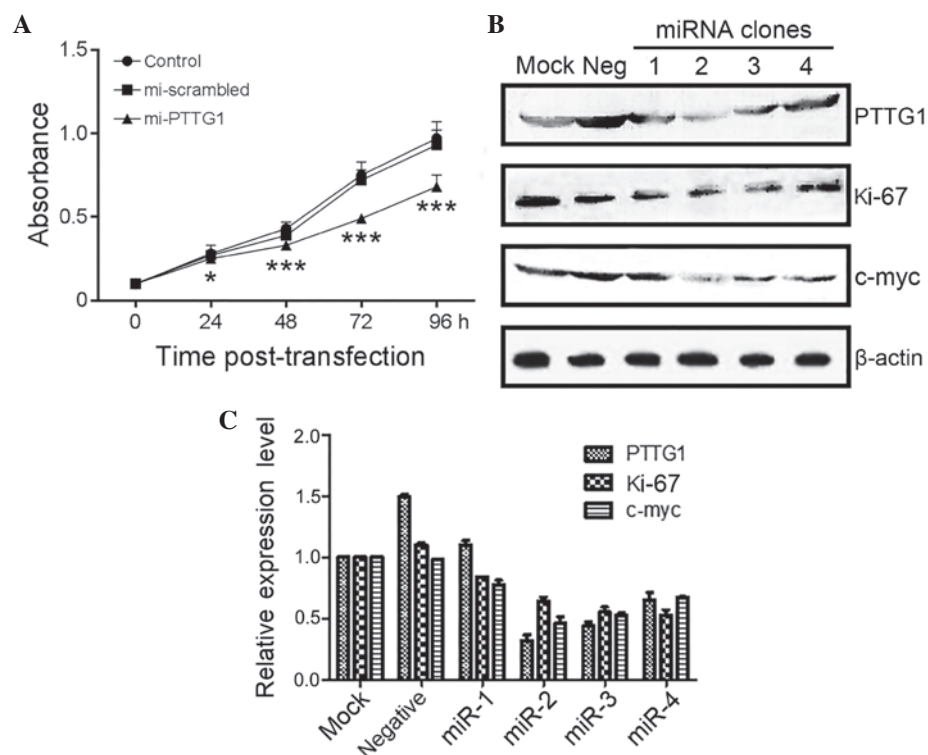 A
1.5
1.0
0.5
0
Absorbance
Control
mi-scrambled
mi-PTTG1
*
***
***
***
0 24 48 72 96 h
Time post-transfection
B
miRNA clones
Mock Neg 1 2 3 4
PTTG1
Ki-67
c-myc
β-actin
C
2.0
1.5
1.0
0.5
0.0
Relative expression level
PTTG1
Ki-67
c-myc
Mock Negative miR-1 miR-2 miR-3 miR-4